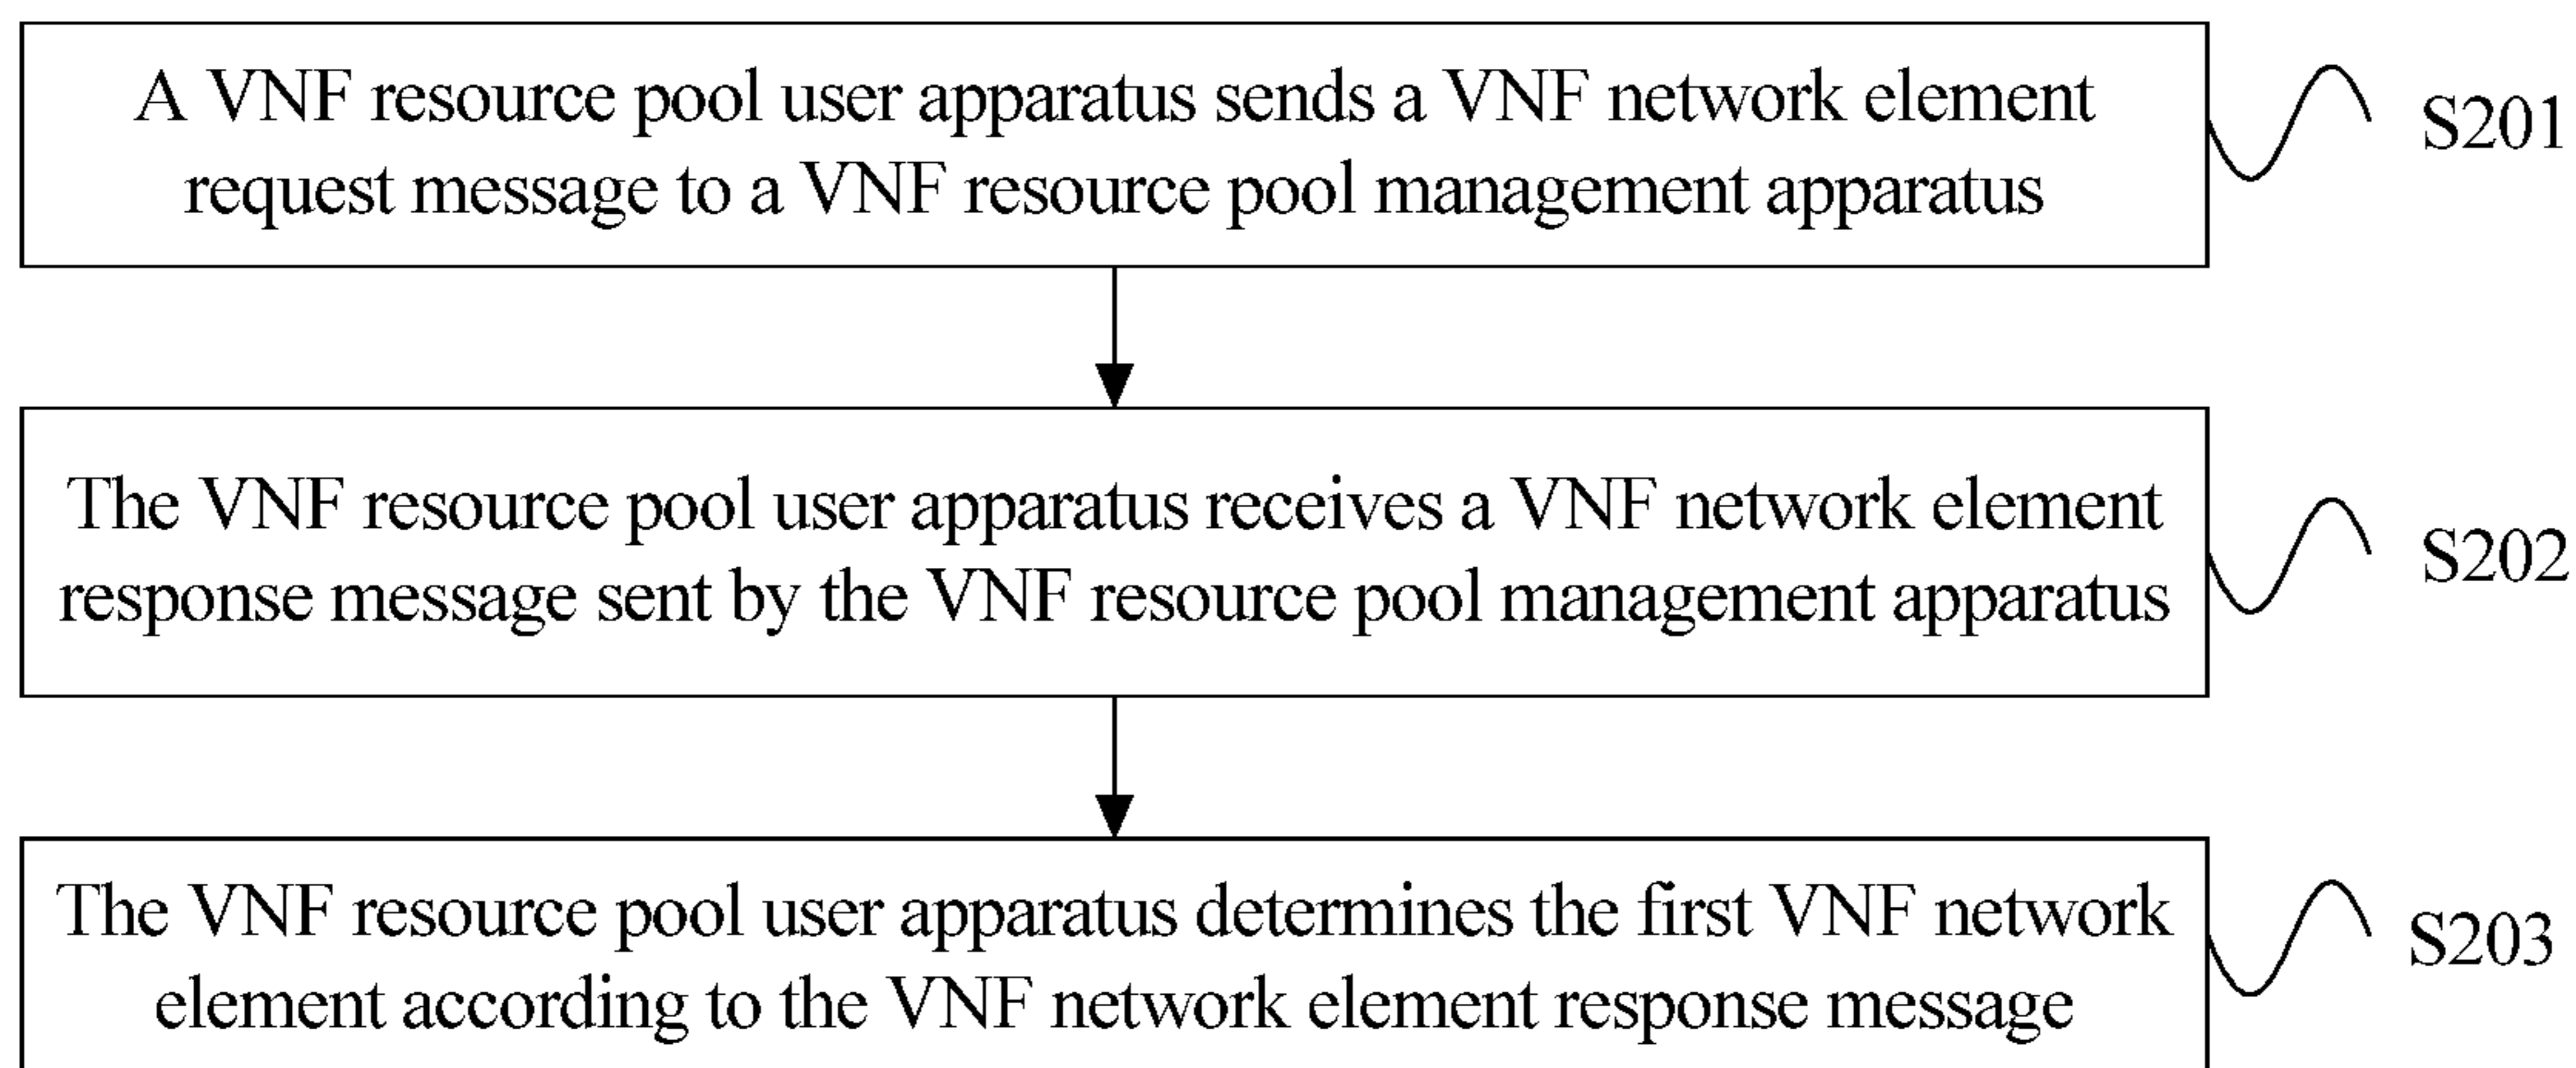 A VNF resource pool user apparatus sends a VNF network element
request message to a VNF resource pool management apparatus
S201
The VNF resource pool user apparatus receives a VNF network element
response message sent by the VNF resource pool management apparatus
S202
The VNF resource pool user apparatus determines the first VNF network
element according to the VNF network element response message
S203